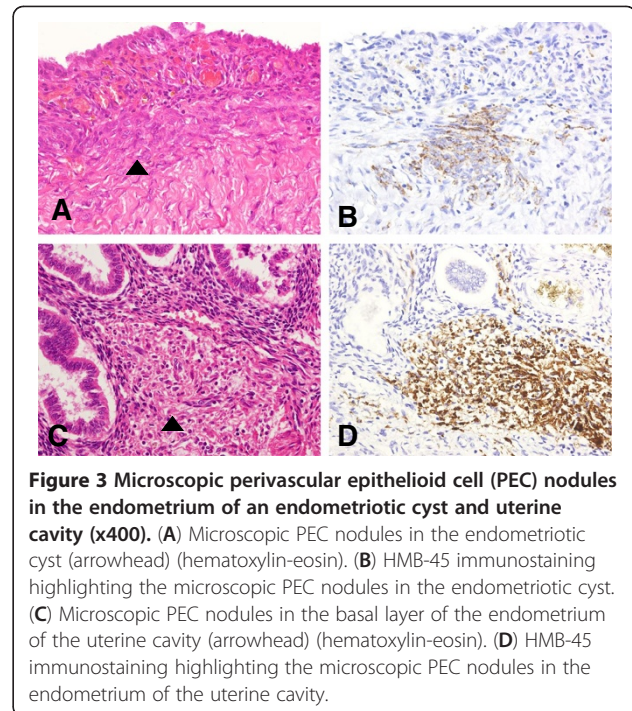 A
B
C
D
Figure 3 Microscopic perivascular epithelioid cell (PEC) nodules
in the endometrium of an endometriotic cyst and uterine
cavity (x400). (A) Microscopic PEC nodules in the endometriotic
cyst (arrowhead) (hematoxylin-eosin). (B) HMB-45 immunostaining
highlighting the microscopic PEC nodules in the endometriotic cyst.
(C) Microscopic PEC nodules in the basal layer of the endometrium
of the uterine cavity (arrowhead) (hematoxylin-eosin). (D) HMB-45
immunostaining highlighting the microscopic PEC nodules in the
endometrium of the uterine cavity.